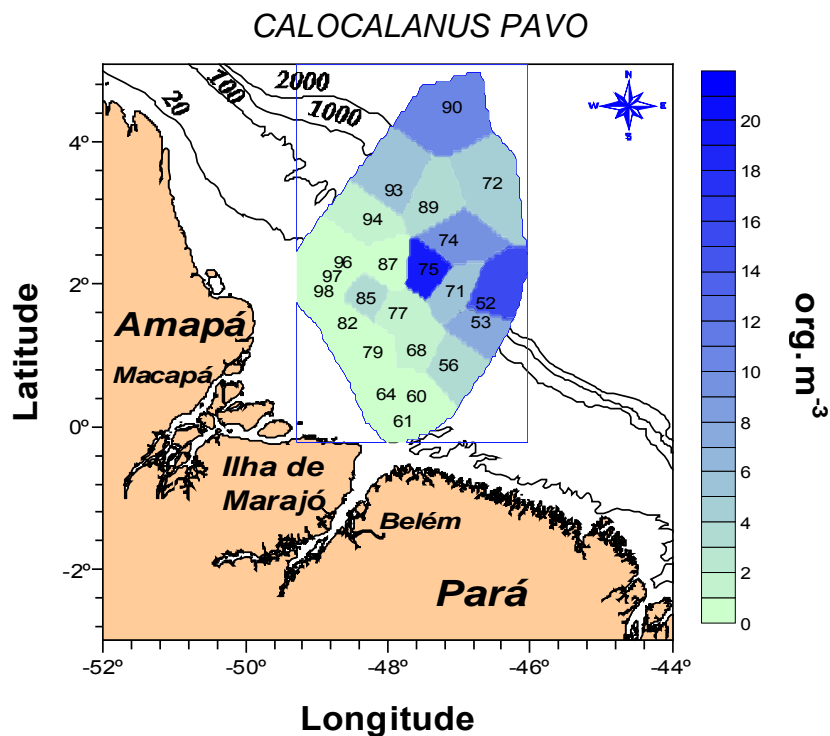 CALOCALANUS PAVO
2000
1000
100
20
N
W E
S
90
93
72
89
94
74
96
87
75
97
98
85
71
52
77
82
53
79
68
56
64
60
61
Amapá
Macapá
Ilha de
Marajó
Belém
Pará
4º
2º
0º
-2º
-52º -50º -48º -46º -44º
Latitude
Longitude
20
18
16
14
12
10
8
6
4
2
0
org.m-3